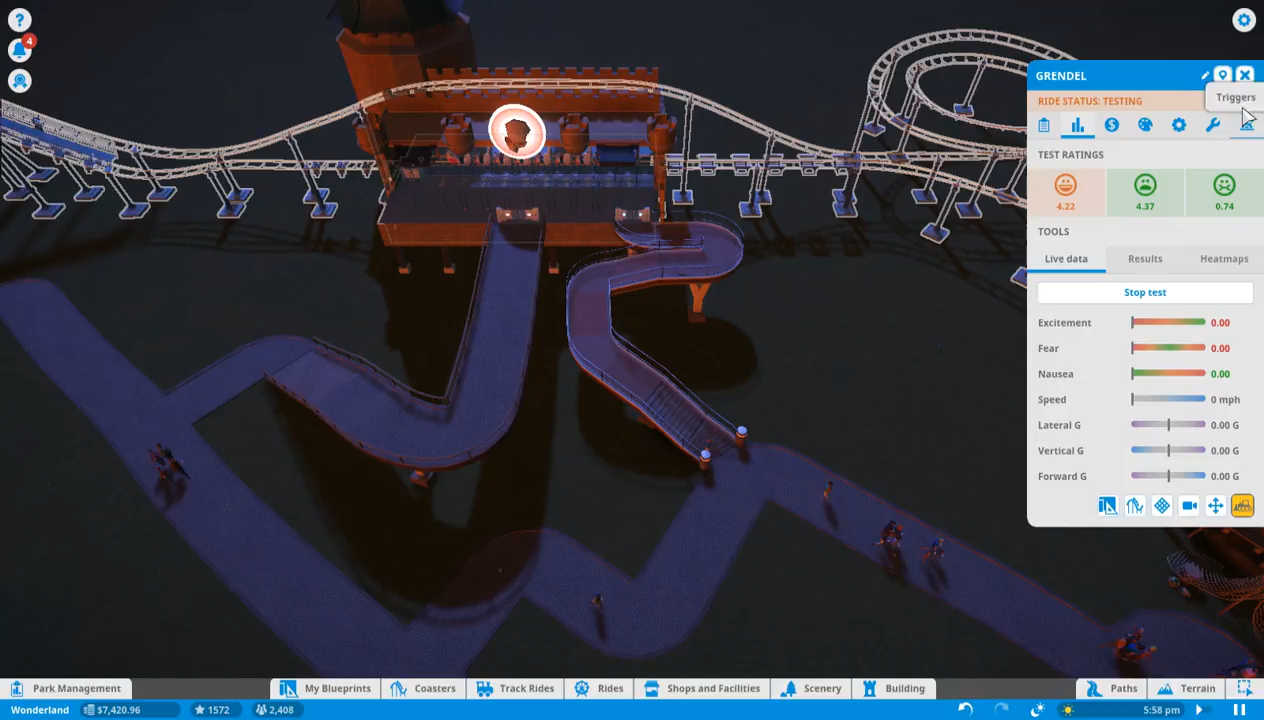 ?
4
GRENDEL
RIDE STATUS: TESTING
Triggers
TEST RATINGS
4.22 4.37 0.74
TOOLS
Live data Results Heatmaps
Stop test
Excitement 0.00
Fear 0.00
Nausea 0.00
Speed 0 mph
Lateral G 0.00 G
Vertical G 0.00 G
Forward G 0.00 G
Park Management My Blueprints Coasters Track Rides Rides Shops and Facilities Scenery Building Paths Terrain
Wonderland $7,420.96 1572 2,408 5:58 pm